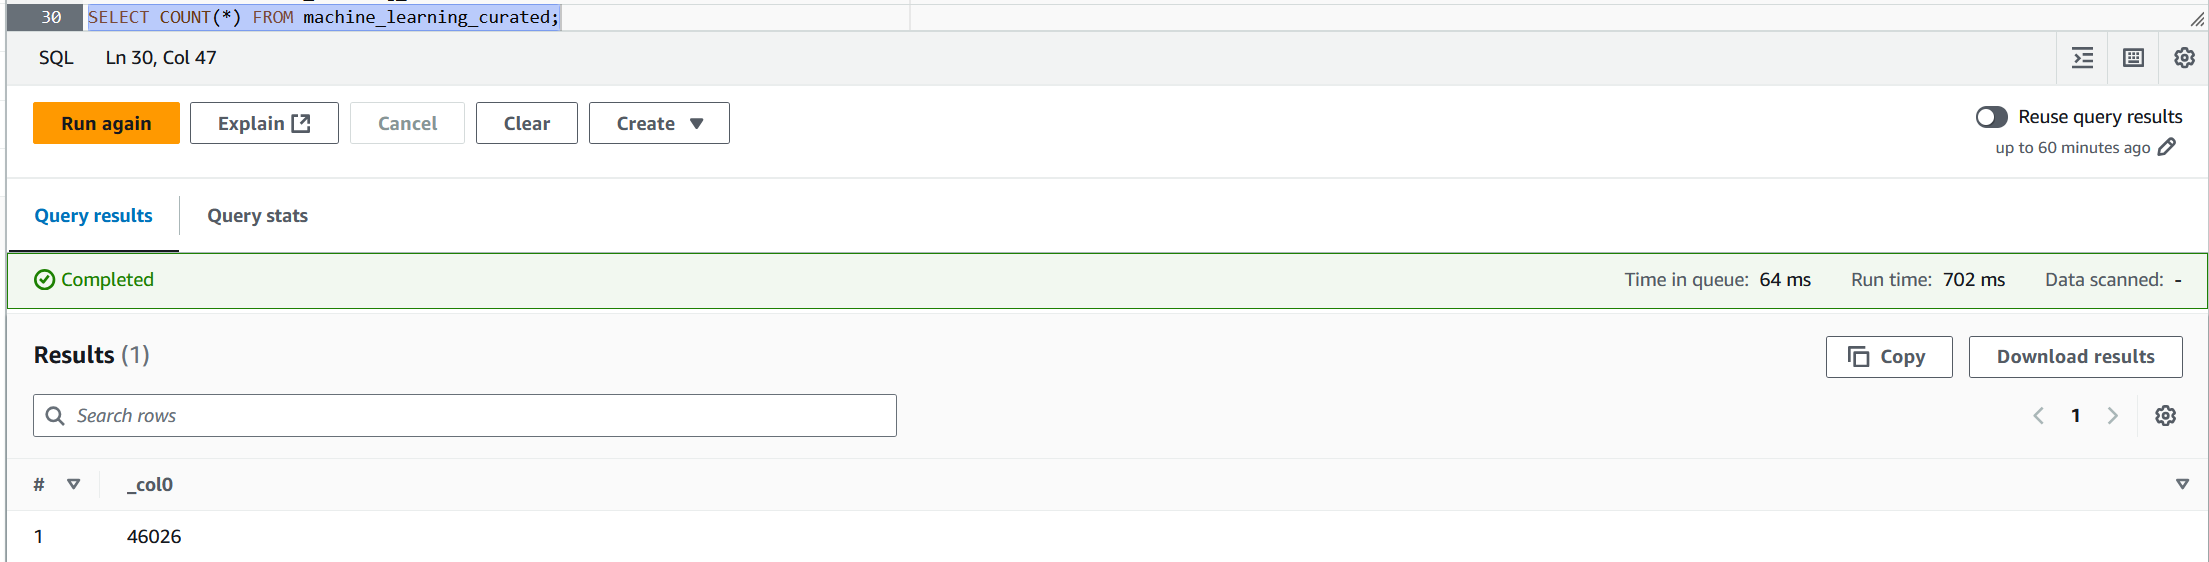 30 SELECT COUNT(*) FROM machine_learning_curated;
SQL Ln 30, Col 47
Run again Explain Cancel Clear Create Reuse query results
up to 60 minutes ago
Query results Query stats
Completed Time in queue: 64 ms Run time: 702 ms Data scanned: -
Results (1) Copy Download results
Search rows 1
# _col0
1 46026